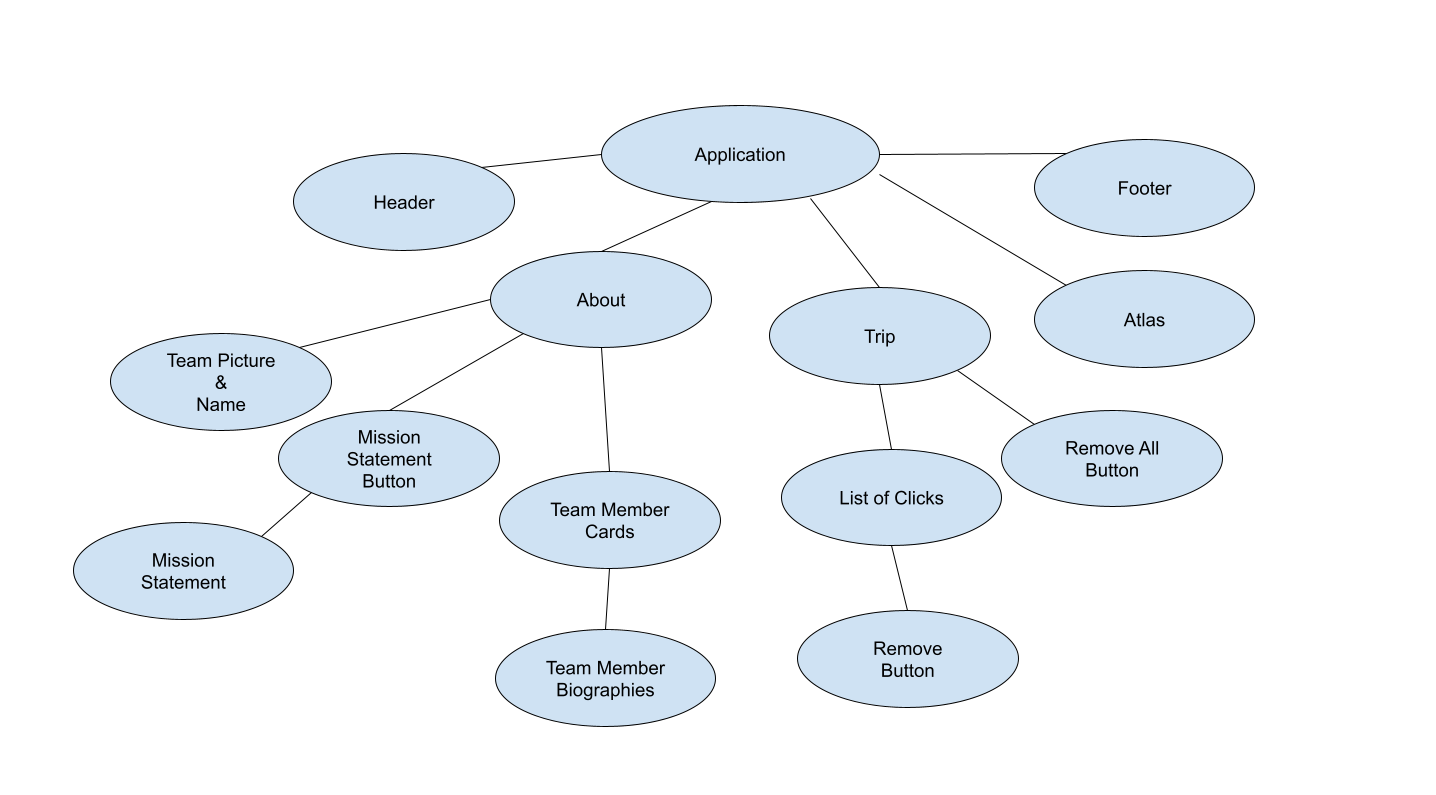 Application
Header
Footer
About
Atlas
Trip
Team Picture
&
Name
Mission
Statement
Button
Remove All
Button
List of Clicks
Team Member
Cards
Mission
Statement
Remove
Button
Team Member
Biographies